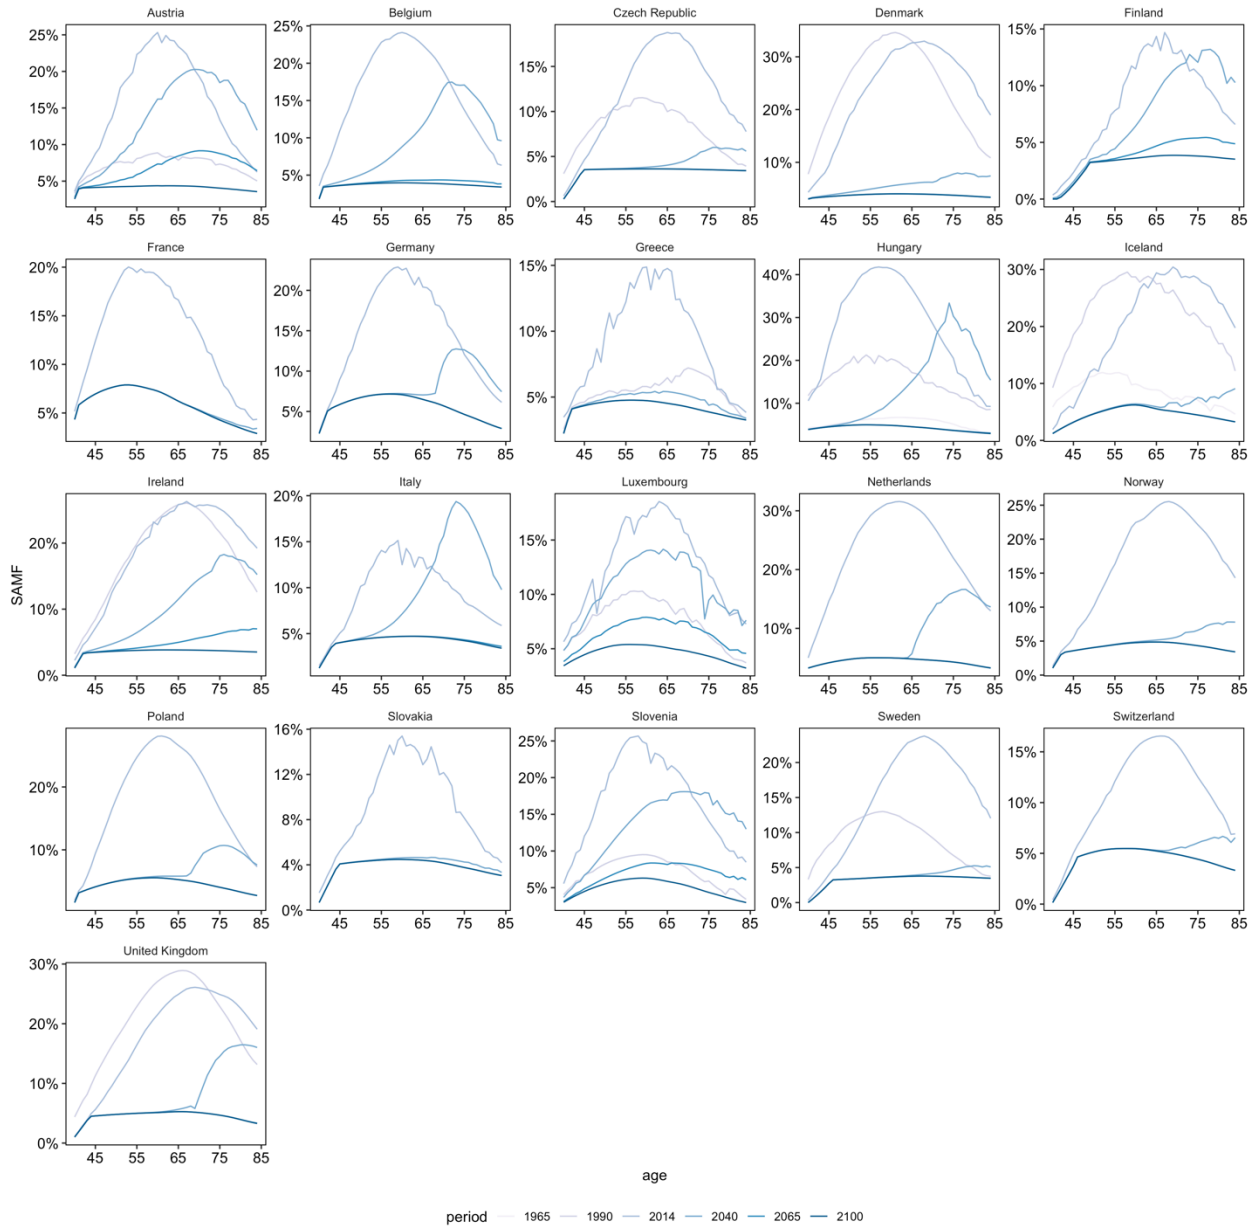 Austria
25%
20%
15%
10%
5%
45 55 65 75 85
Belgium
25%
20%
15%
10%
5%
45 55 65 75 85
Czech Republic
15%
10%
5%
0%
45 55 65 75 85
Denmark
30%
20%
10%
45 55 65 75 85
Finland
15%
10%
5%
0%
45 55 65 75 85
France
20%
15%
10%
5%
45 55 65 75 85
Germany
20%
15%
10%
5%
45 55 65 75 85
Greece
15%
10%
5%
45 55 65 75 85
Hungary
40%
30%
20%
10%
45 55 65 75 85
Iceland
30%
20%
10%
0%
45 55 65 75 85
SAMF
Ireland
20%
10%
0%
45 55 65 75 85
Italy
20%
15%
10%
5%
45 55 65 75 85
Luxembourg
15%
10%
5%
45 55 65 75 85
Netherlands
30%
20%
10%
45 55 65 75 85
Norway
25%
20%
15%
10%
5%
0%
45 55 65 75 85
Poland
20%
10%
45 55 65 75 85
Slovakia
16%
12%
8%
4%
0%
45 55 65 75 85
Slovenia
25%
20%
15%
10%
5%
45 55 65 75 85
Sweden
20%
15%
10%
5%
0%
45 55 65 75 85
Switzerland
15%
10%
5%
0%
45 55 65 75 85
United Kingdom
30%
20%
10%
0%
45 55 65 75 85
age
period 1965 1990 2014 2040 2065 2100